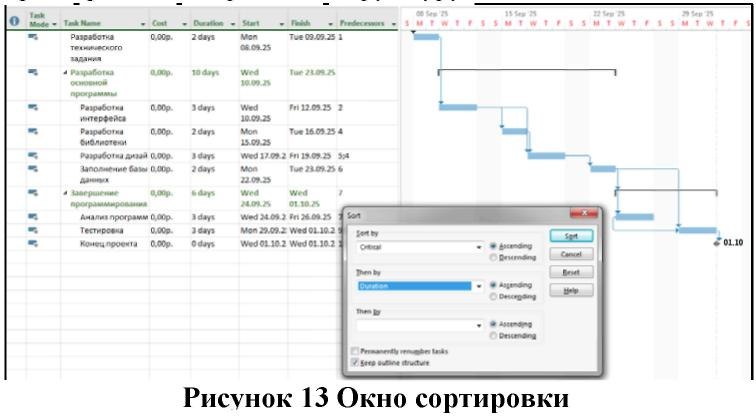 Task Mode Task Name Cost Duration Start Finish Predecessors
08 Sep '25 15 Sep '25 22 Sep '25 29 Sep '25
S M T W T F S S M T W T F S S M T W T F S S M T W T F S
Разработка технического задания 0,00р. 2 days Mon 08.09.25 Tue 09.09.25 1
Разработка основной программы 0,00р. 10 days Wed 10.09.25 Tue 23.09.25
Разработка интерфейса 0,00р. 3 days Wed 10.09.25 Fri 12.09.25 2
Разработка библиотеки 0,00р. 2 days Mon 15.09.25 Tue 16.09.25 4
Разработка дизай 0,00р. 3 days Wed 17.09.2 Fri 19.09.25 5;4
Заполнение базы данных 0,00р. 2 days Mon 22.09.25 Tue 23.09.25 6
Завершение программирования 0,00р. 6 days Wed 24.09.25 Wed 01.10.25 7
Анализ программ 0,00р. 3 days Wed 24.09.2 Fri 26.09.25 7
Тестировка 0,00р. 3 days Mon 29.09.2 Wed 01.10.2 9
Конец проекта 0,00р. 0 days Wed 01.10.2 Wed 01.10.2
01.10
Sort
Sort by
Critical
Ascending
Descending
Sort
Cancel
Then by
Duration
Ascending
Descending
Reset
Help
Then by
Ascending
Descending
Permanently renumber tasks
Keep outline structure
Рисунок 13 Окно сортировки